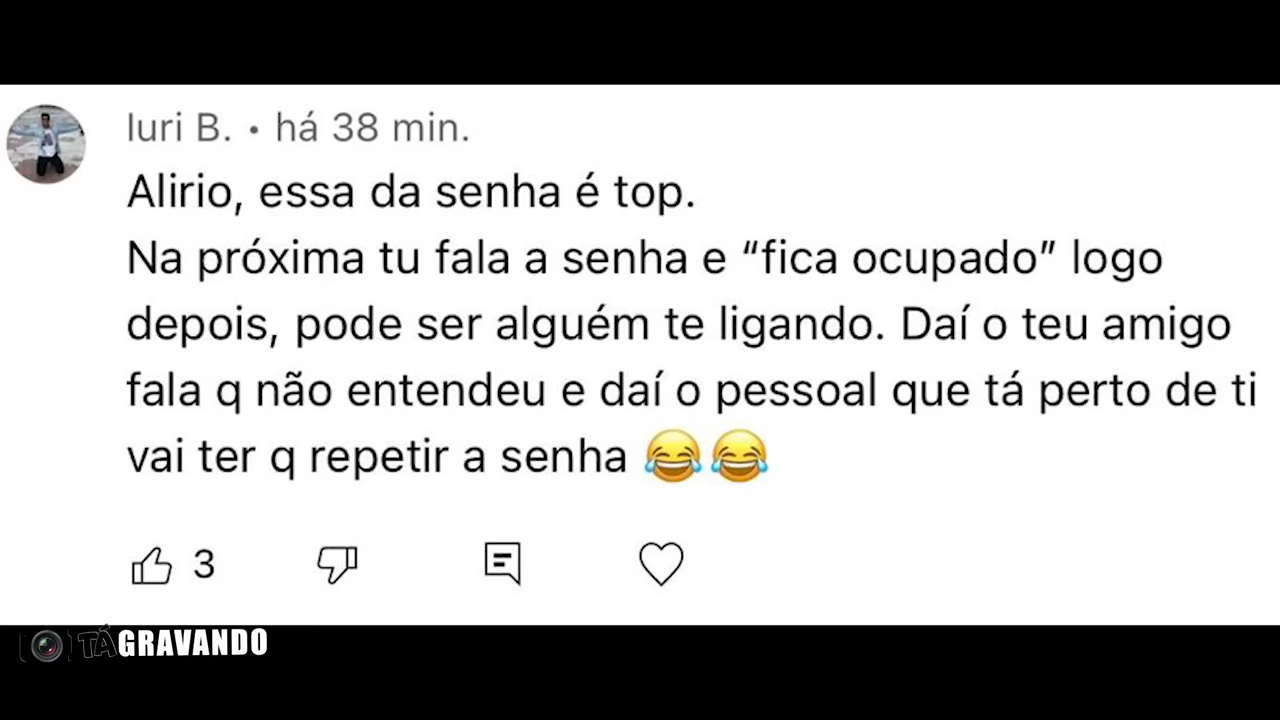 Iuri B. • há 38 min.
Alirio, essa da senha é top.
Na próxima tu fala a senha e “fica ocupado” logo
depois, pode ser alguém te ligando. Daí o teu amigo
fala q não entendeu e daí o pessoal que tá perto de ti
vai ter q repetir a senha 😂😂
3
TÁGRAVANDO